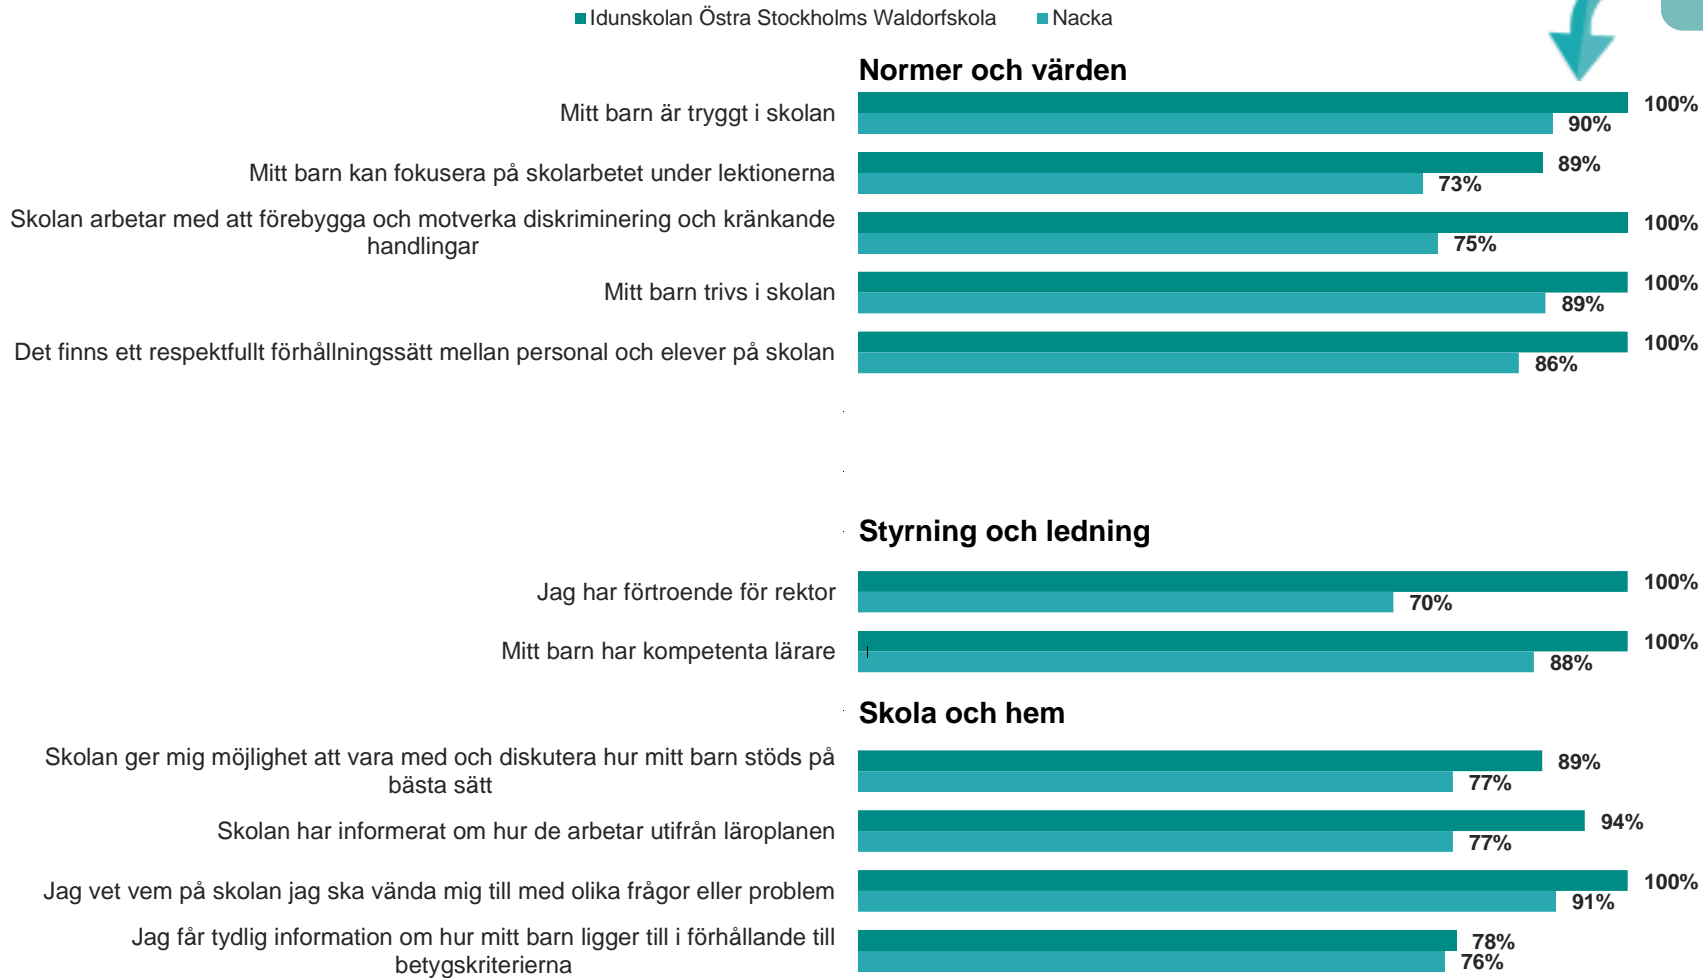 Idunskolan Östra Stockholms Waldorfskola Nacka
Normer och värden
Mitt barn är tryggt i skolan
100%
90%
Mitt barn kan fokusera på skolarbetet under lektionerna
89%
73%
Skolan arbetar med att förebygga och motverka diskriminering och kränkande
handlingar
100%
75%
Mitt barn trivs i skolan
100%
89%
Det finns ett respektfullt förhållningssätt mellan personal och elever på skolan
100%
86%
Styrning och ledning
Jag har förtroende för rektor
100%
70%
Mitt barn har kompetenta lärare
100%
88%
Skola och hem
Skolan ger mig möjlighet att vara med och diskutera hur mitt barn stöds på
bästa sätt
89%
77%
Skolan har informerat om hur de arbetar utifrån läroplanen
94%
77%
Jag vet vem på skolan jag ska vända mig till med olika frågor eller problem
100%
91%
Jag får tydlig information om hur mitt barn ligger till i förhållande till
betygskriterierna
78%
76%